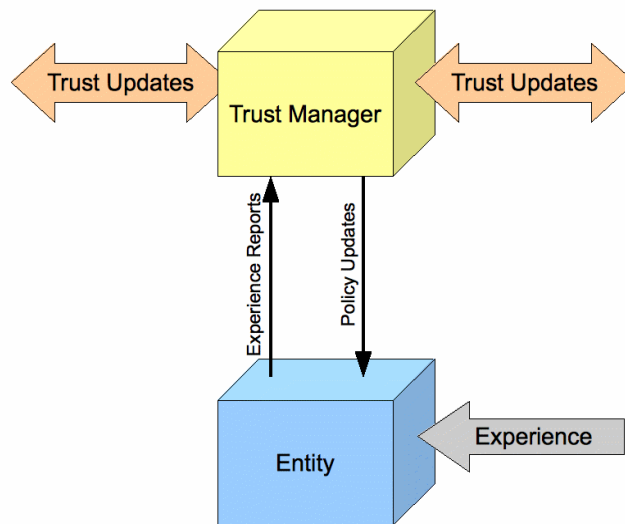 Trust Updates
Trust Updates
Trust Manager
Experience Reports
Policy Updates
Experience
Entity